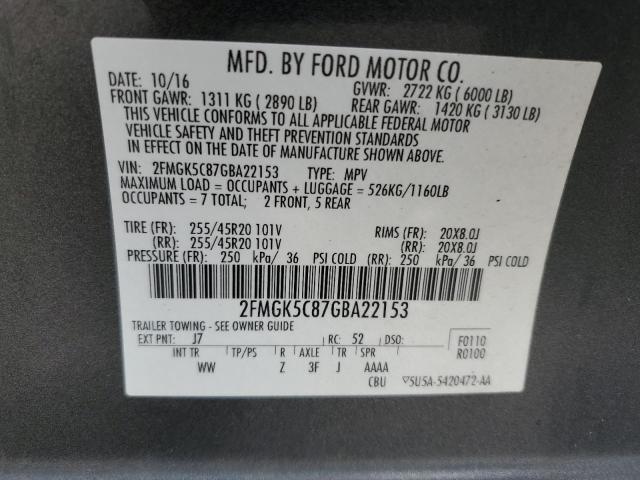 MFD. BY FORD MOTOR CO.
DATE: 10/16 GVWR: 2722 KG ( 6000 LB)
FRONT GAWR: 1311 KG ( 2890 LB) REAR GAWR: 1420 KG ( 3130 LB)
THIS VEHICLE CONFORMS TO ALL APPLICABLE FEDERAL MOTOR
VEHICLE SAFETY AND THEFT PREVENTION STANDARDS
IN EFFECT ON THE DATE OF MANUFACTURE SHOWN ABOVE.
VIN: 2FMGK5C87GBA22153 TYPE: MPV
MAXIMUM LOAD = OCCUPANTS + LUGGAGE = 526KG/1160LB
OCCUPANTS = 7 TOTAL; 2 FRONT, 5 REAR
TIRE (FR): 255/45R20 101V RIMS (FR): 20X8.0J
(RR): 255/45R20 101V (RR): 20X8.0J
PRESSURE (FR): 250 kPa/ 36 PSI COLD (RR): 250 kPa/ 36 PSI COLD
2FMGK5C87GBA22153
TRAILER TOWING - SEE OWNER GUIDE
EXT PNT: J7 RC: 52 DSO: F0110
R0100
INT TR TP/PS R AXLE TR SPR
WW Z 3F J AAAA
CBU ▽5U5A-5420472-AA